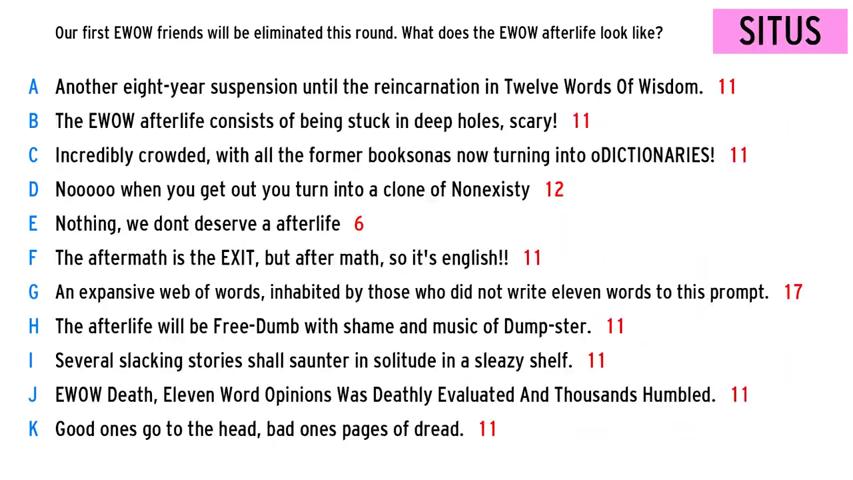 Our first EWOW friends will be eliminated this round. What does the EWOW afterlife look like?
SITUS
A Another eight-year suspension until the reincarnation in Twelve Words Of Wisdom. 11
B The EWOW afterlife consists of being stuck in deep holes, scary! 11
C Incredibly crowded, with all the former booksonas now turning into oDICTIONARIES! 11
D Nooooo when you get out you turn into a clone of Nonexisty 12
E Nothing, we dont deserve a afterlife 6
F The aftermath is the EXIT, but after math, so it's english!! 11
G An expansive web of words, inhabited by those who did not write eleven words to this prompt. 17
H The afterlife will be Free-Dumb with shame and music of Dump-ster. 11
I Several slacking stories shall saunter in solitude in a sleazy shelf. 11
J EWOW Death, Eleven Word Opinions Was Deathly Evaluated And Thousands Humbled. 11
K Good ones go to the head, bad ones pages of dread. 11